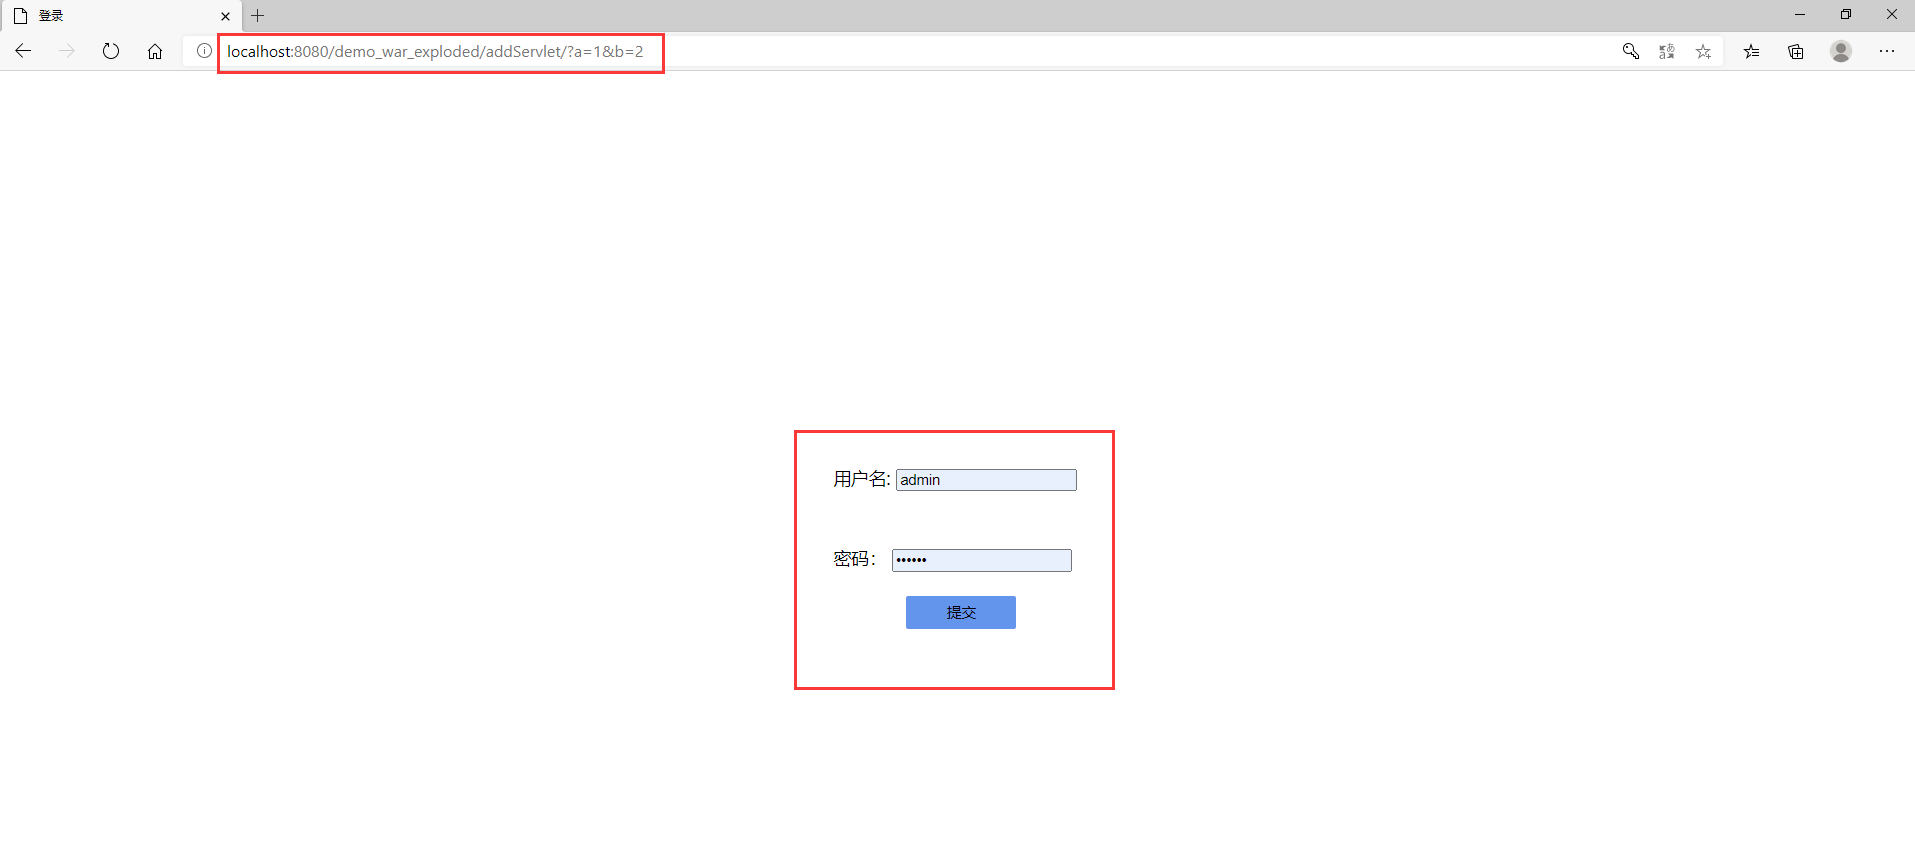 登录
localhost:8080/demo_war_exploded/addServlet/?a=1&b=2
用户名: admin
密码： ••••••
提交